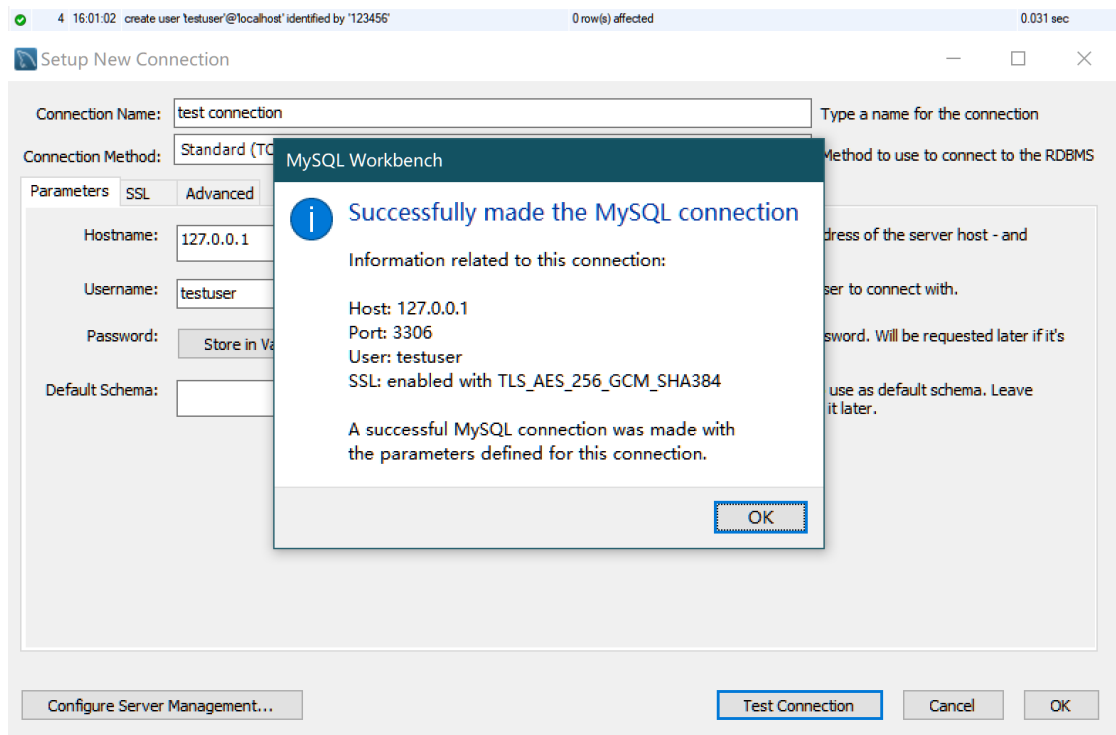 4 16:01:02 create user 'testuser'@'localhost' identified by '123456' 0 row(s) affected 0.031 sec
Setup New Connection
Connection Name: test connection Type a name for the connection
Connection Method: Standard (TC Method to use to connect to the RDBMS
Parameters SSL Advanced
MySQL Workbench
Successfully made the MySQL connection
Information related to this connection:
Host: 127.0.0.1
Port: 3306
User: testuser
SSL: enabled with TLS_AES_256_GCM_SHA384
A successful MySQL connection was made with
the parameters defined for this connection.
OK
Hostname: 127.0.0.1 dress of the server host - and
Username: testuser ser to connect with.
Password: Store in Va sword. Will be requested later if it's
Default Schema: use as default schema. Leave
it later.
Configure Server Management... Test Connection Cancel OK